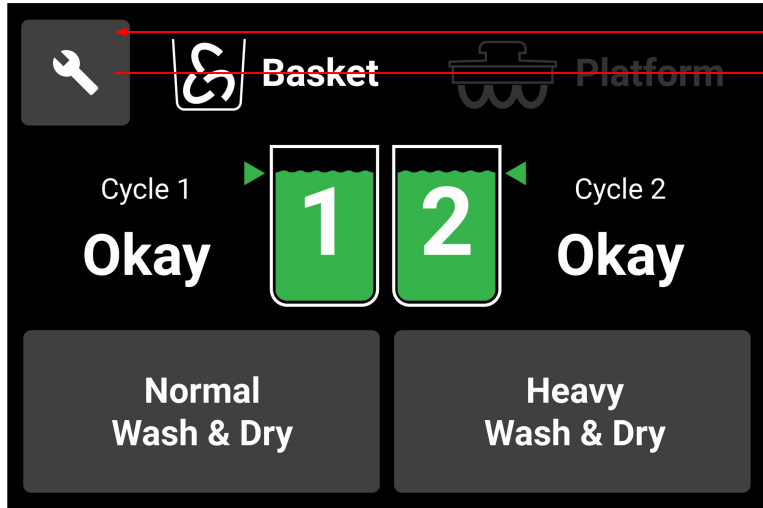 Basket
Platform
Cycle 1
Okay
1
2
Cycle 2
Okay
Normal
Wash & Dry
Heavy
Wash & Dry